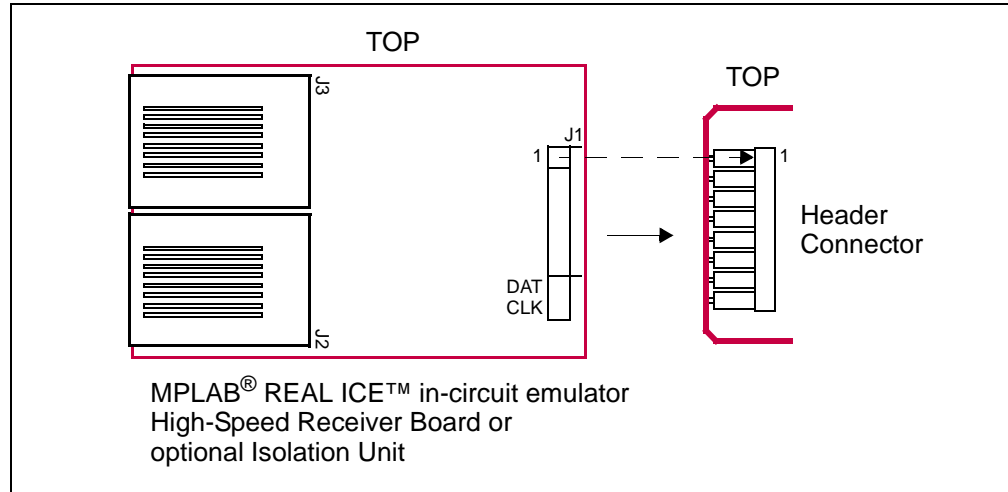 TOP
TOP
J3
J1
1
1
Header
Connector
DAT
CLK
J2
MPLAB® REAL ICE™ in-circuit emulator
High-Speed Receiver Board or
optional Isolation Unit